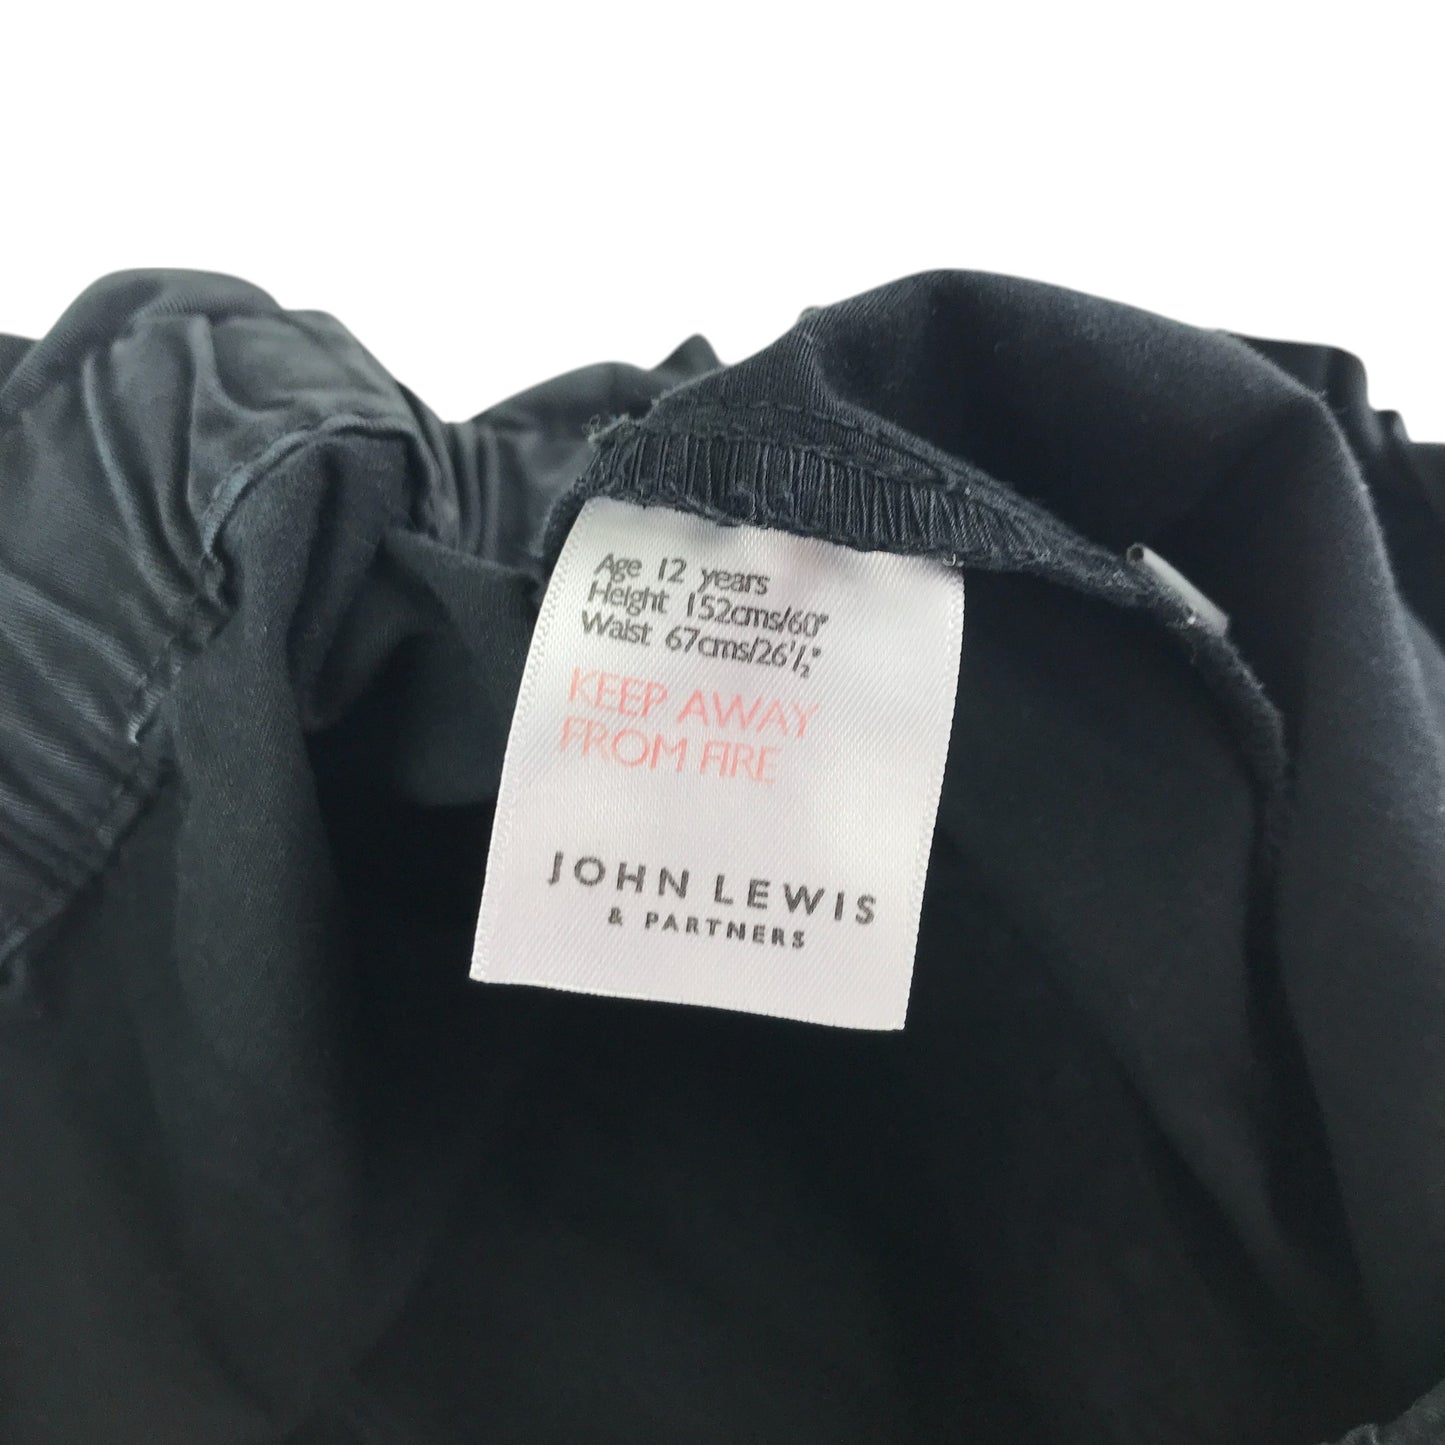 Age 12 years
Height 152cms/60"
Waist 67cms/26½"
KEEP AWAY
FROM FIRE
JOHN LEWIS
& PARTNERS